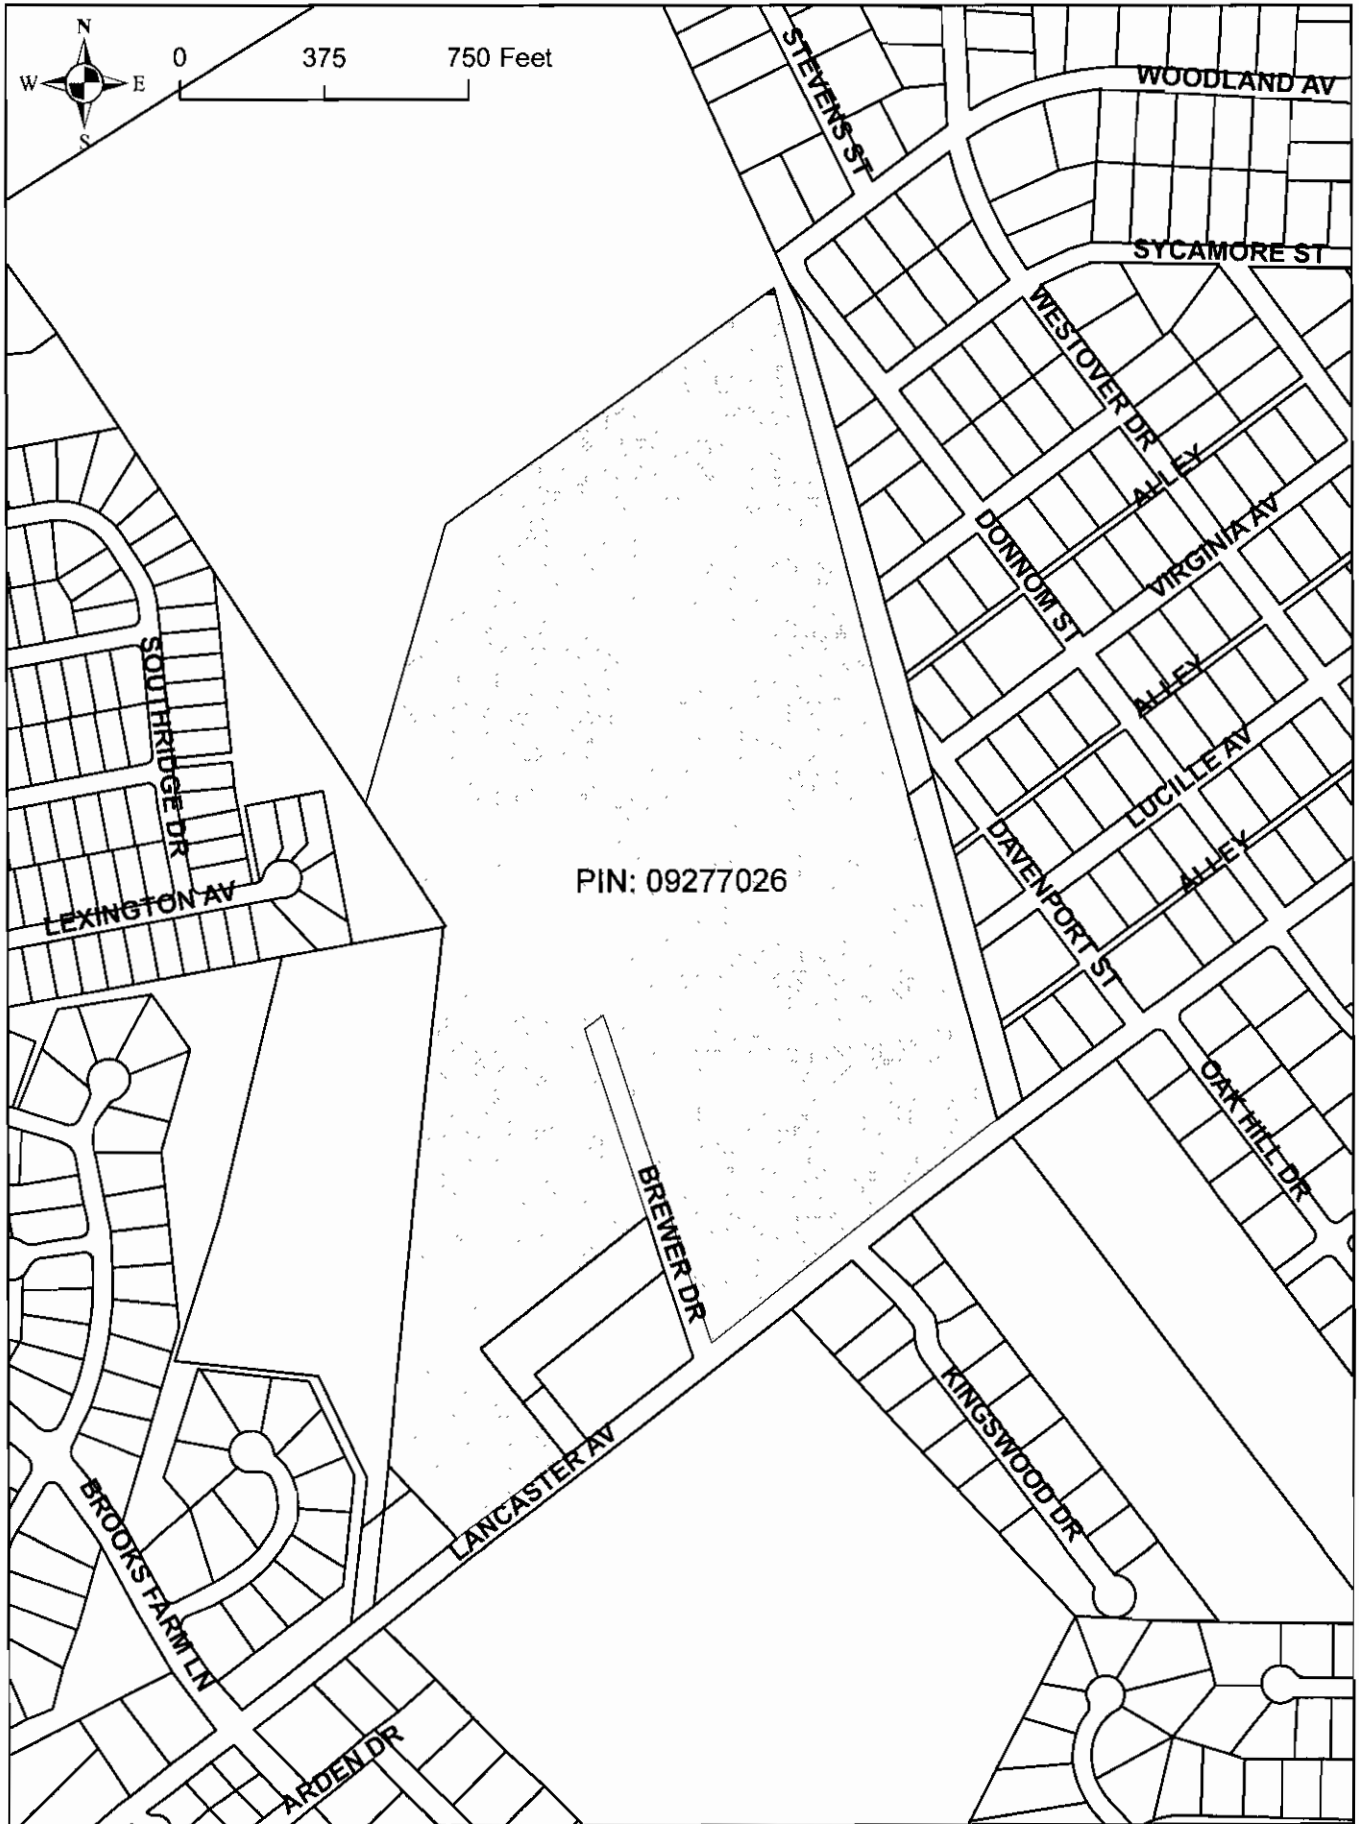 N
W E
S
0 375 750 Feet
STEVENS ST
WOODLAND AV
SYCAMORE ST
WESTOVER DR
ALLEY
VIRGINIA AV
DONNOM ST
SOUTHRIDGE DR
ALLEY
LUCILLE AV
DAVENPORT ST
ALLEY
PIN: 09277026
LEXINGTON AV
OAK HILL DR
BREWER DR
KINGSWOOD DR
LANCASTER AV
BROOKS FARM LN
ARDEN DR